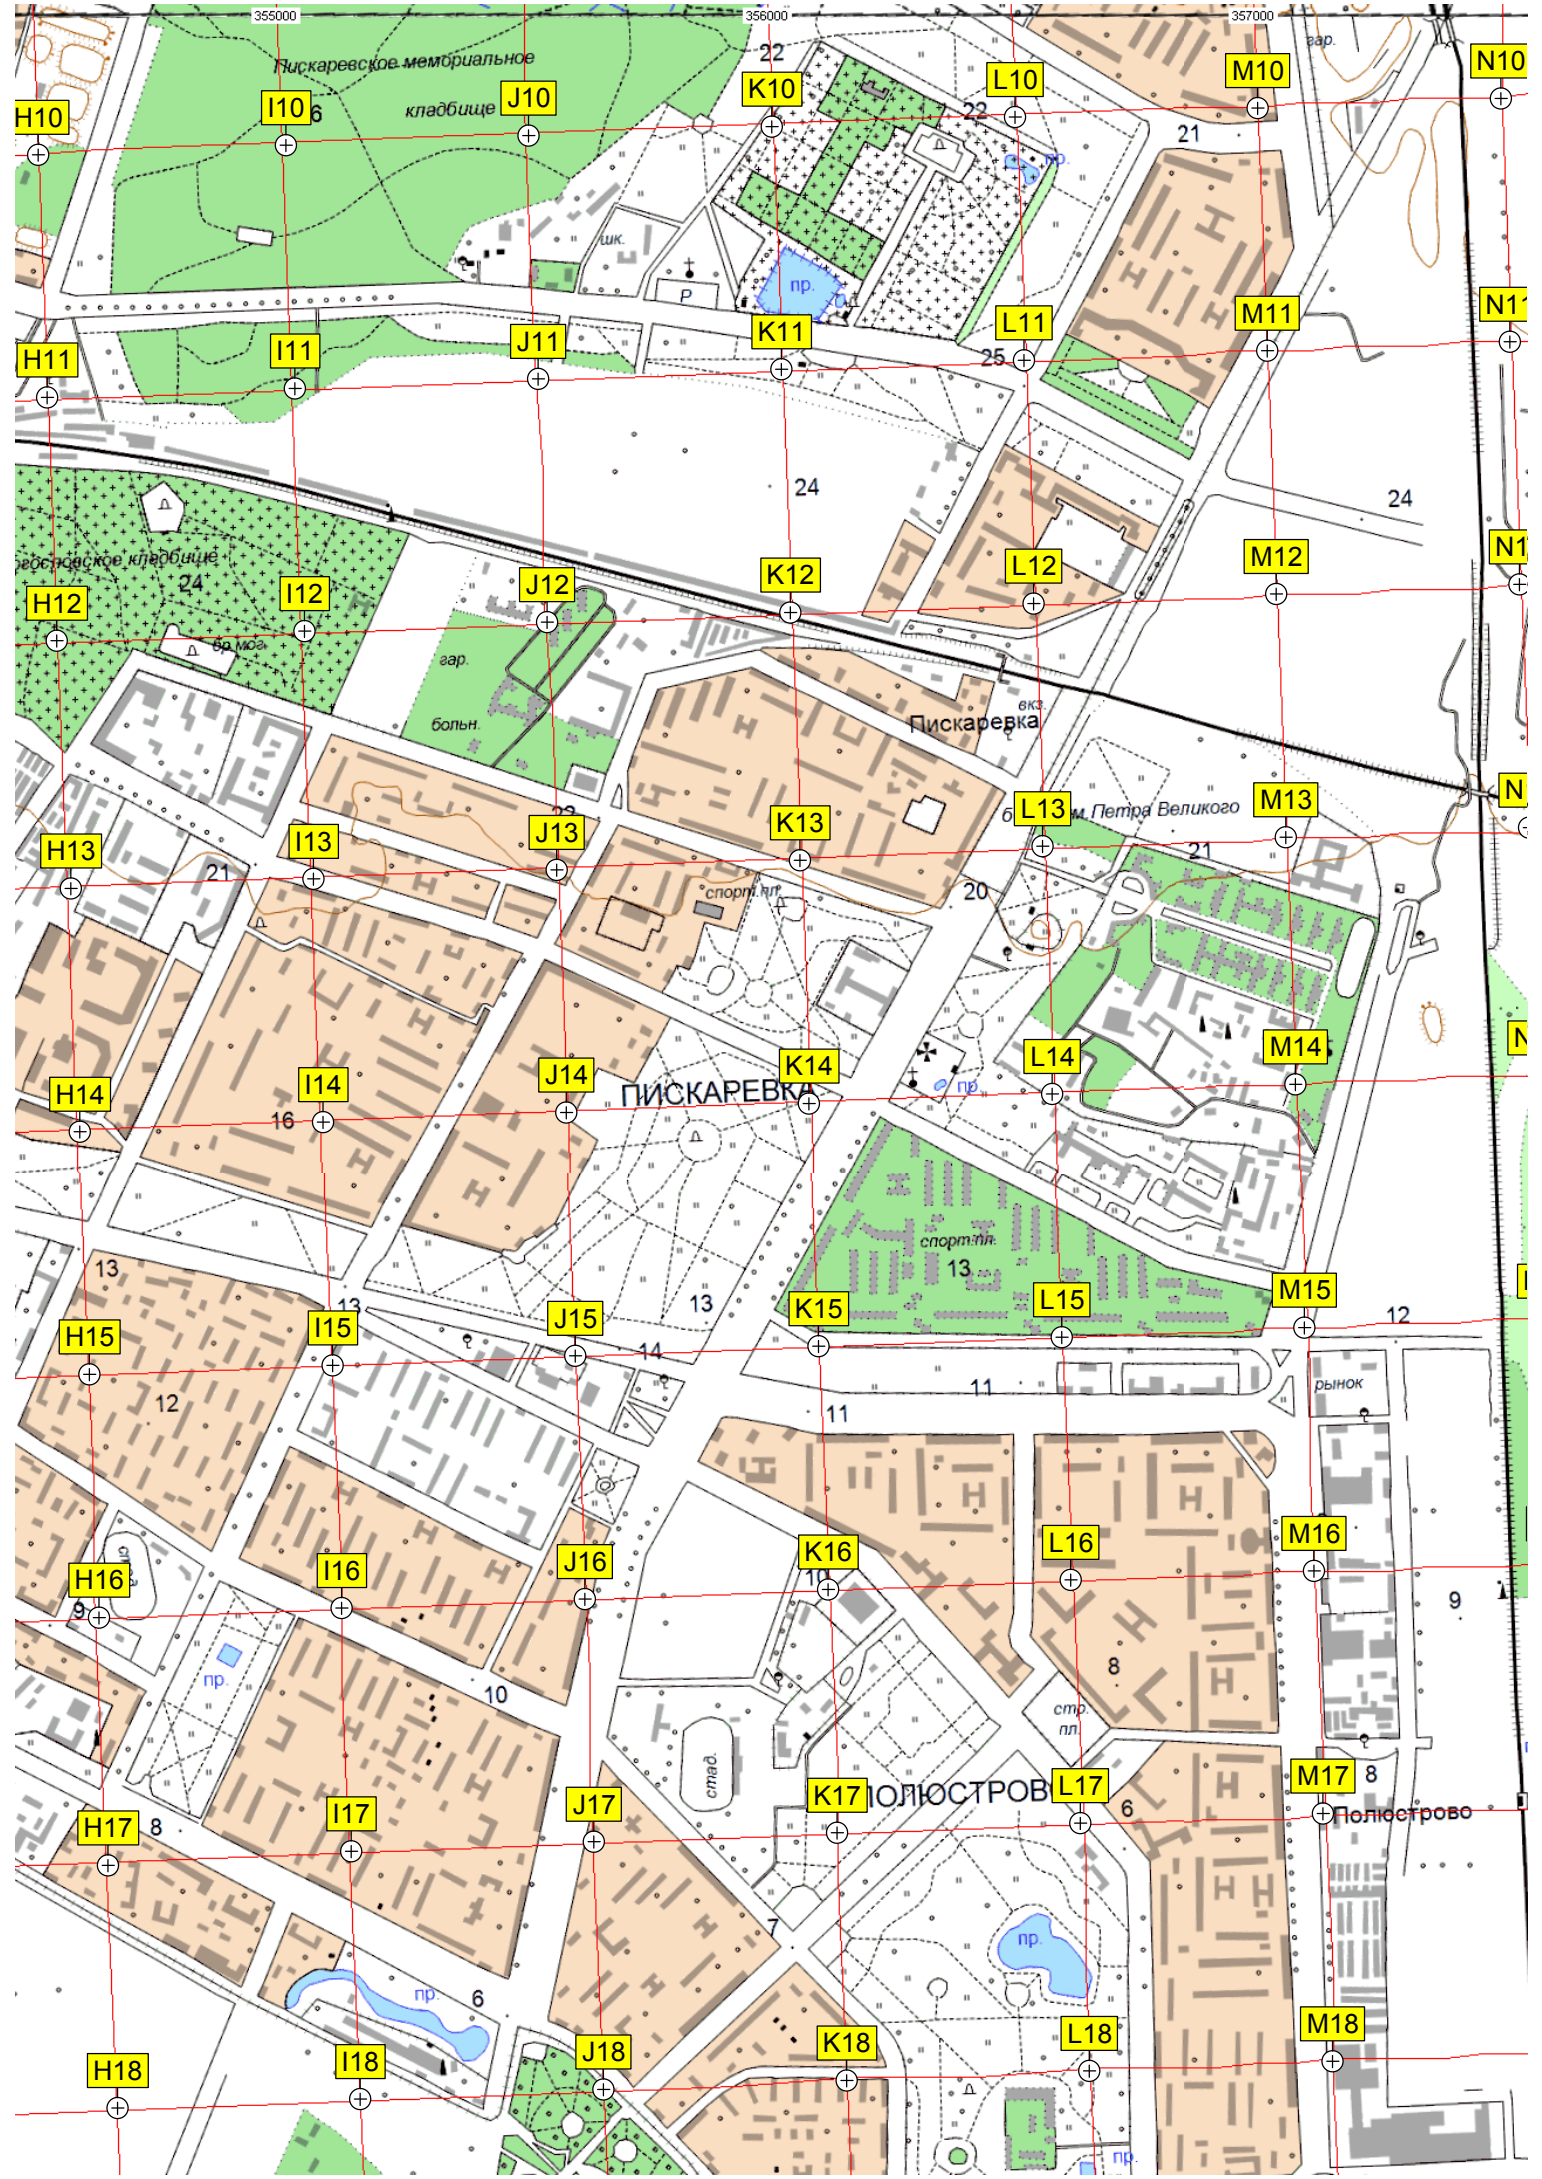 355000
356000
357000
Пискаревское мемориальное
кладбище
22
гар.
H10
I10
6
J10
K10
L10
22
M10
N10
21
пр.
шк.
P
пр.
H11
I11
J11
K11
L11
25
M11
N11
24
24
24
бр.мог.
H12
I12
J12
K12
L12
M12
N1
гар.
больн.
вкз.
Пискаревка
м.Петра Великого
H13
21
I13
J13
K13
L13
M13
21
N
спорт.пл.
20
H14
16
I14
J14
ПИСКАРЕВКА
K14
L14
M14
N
пр.
спорт.пл.
13
13
13
13
H15
I15
J15
14
K15
L15
M15
12
рынок
12
11
11
H16
9
I16
J16
K16
10
L16
M16
9
пр.
10
8
стр.
пл.
стад.
H17
8
I17
J17
K17
L17
6
M17
8
Полюстрово
7
пр.
пр.
6
H18
I18
J18
K18
L18
M18
пр.